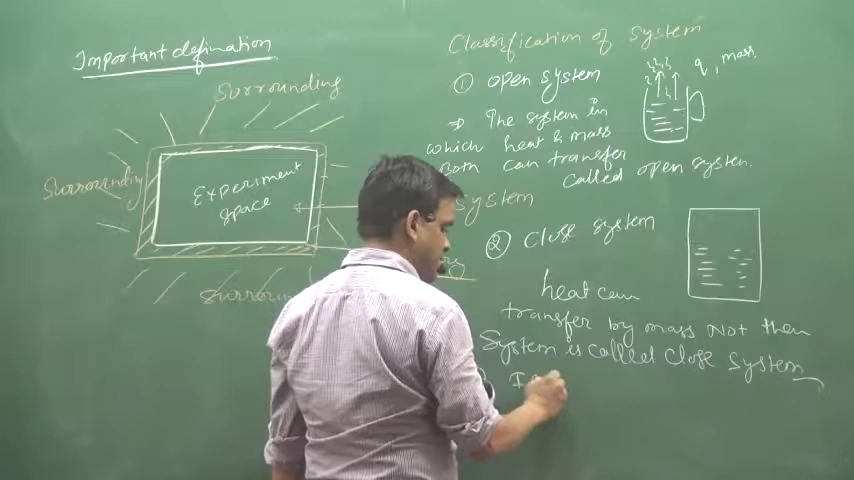 Important defination
Surrounding
Surrounding
Experiment
space
System
Classification of System
① open system
q, mass
⇒ The system in
which heat & mass
Both can transfer
called open system.
② Close system
heat can
transfer by mass Not then
System is called Close System